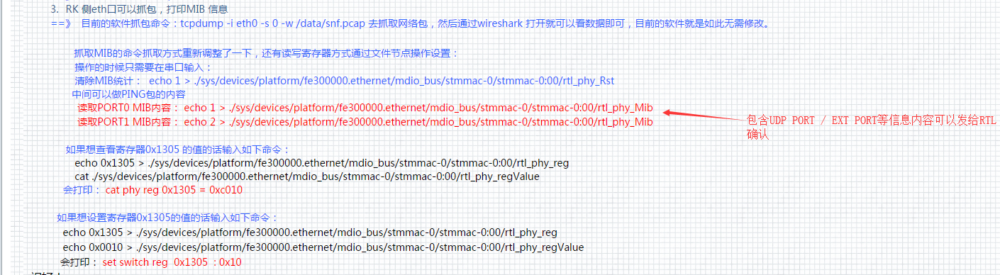 3. RK 侧eth口可以抓包，打印MIB 信息
==》 目前的软件抓包命令：tcpdump -i eth0 -s 0 -w /data/snf.pcap 去抓取网络包，然后通过wireshark 打开就可以看数据即可，目前的软件就是如此无需修改。
抓取MIB的命令抓取方式重新调整了一下，还有读写寄存器方式通过文件节点操作设置：
操作的时候只需要在串口输入：
清除MIB统计： echo 1 > ./sys/devices/platform/fe300000.ethernet/mdio_bus/stmmac-0/stmmac-0:00/rtl_phy_Rst
中间可以做PING包的内容
读取PORT0 MIB内容： echo 1 > ./sys/devices/platform/fe300000.ethernet/mdio_bus/stmmac-0/stmmac-0:00/rtl_phy_Mib
读取PORT1 MIB内容： echo 2 > ./sys/devices/platform/fe300000.ethernet/mdio_bus/stmmac-0/stmmac-0:00/rtl_phy_Mib
包含UDP PORT / EXT PORT等信息内容可以发给RTL
确认
如果想查看寄存器0x1305 的值的话输入如下命令：
echo 0x1305 > ./sys/devices/platform/fe300000.ethernet/mdio_bus/stmmac-0/stmmac-0:00/rtl_phy_reg
cat ./sys/devices/platform/fe300000.ethernet/mdio_bus/stmmac-0/stmmac-0:00/rtl_phy_regValue
会打印： cat phy reg 0x1305 = 0xc010
如果想设置寄存器0x1305的值的话输入如下命令：
echo 0x1305 > ./sys/devices/platform/fe300000.ethernet/mdio_bus/stmmac-0/stmmac-0:00/rtl_phy_reg
echo 0x0010 > ./sys/devices/platform/fe300000.ethernet/mdio_bus/stmmac-0/stmmac-0:00/rtl_phy_regValue
会打印： set switch reg 0x1305 : 0x10